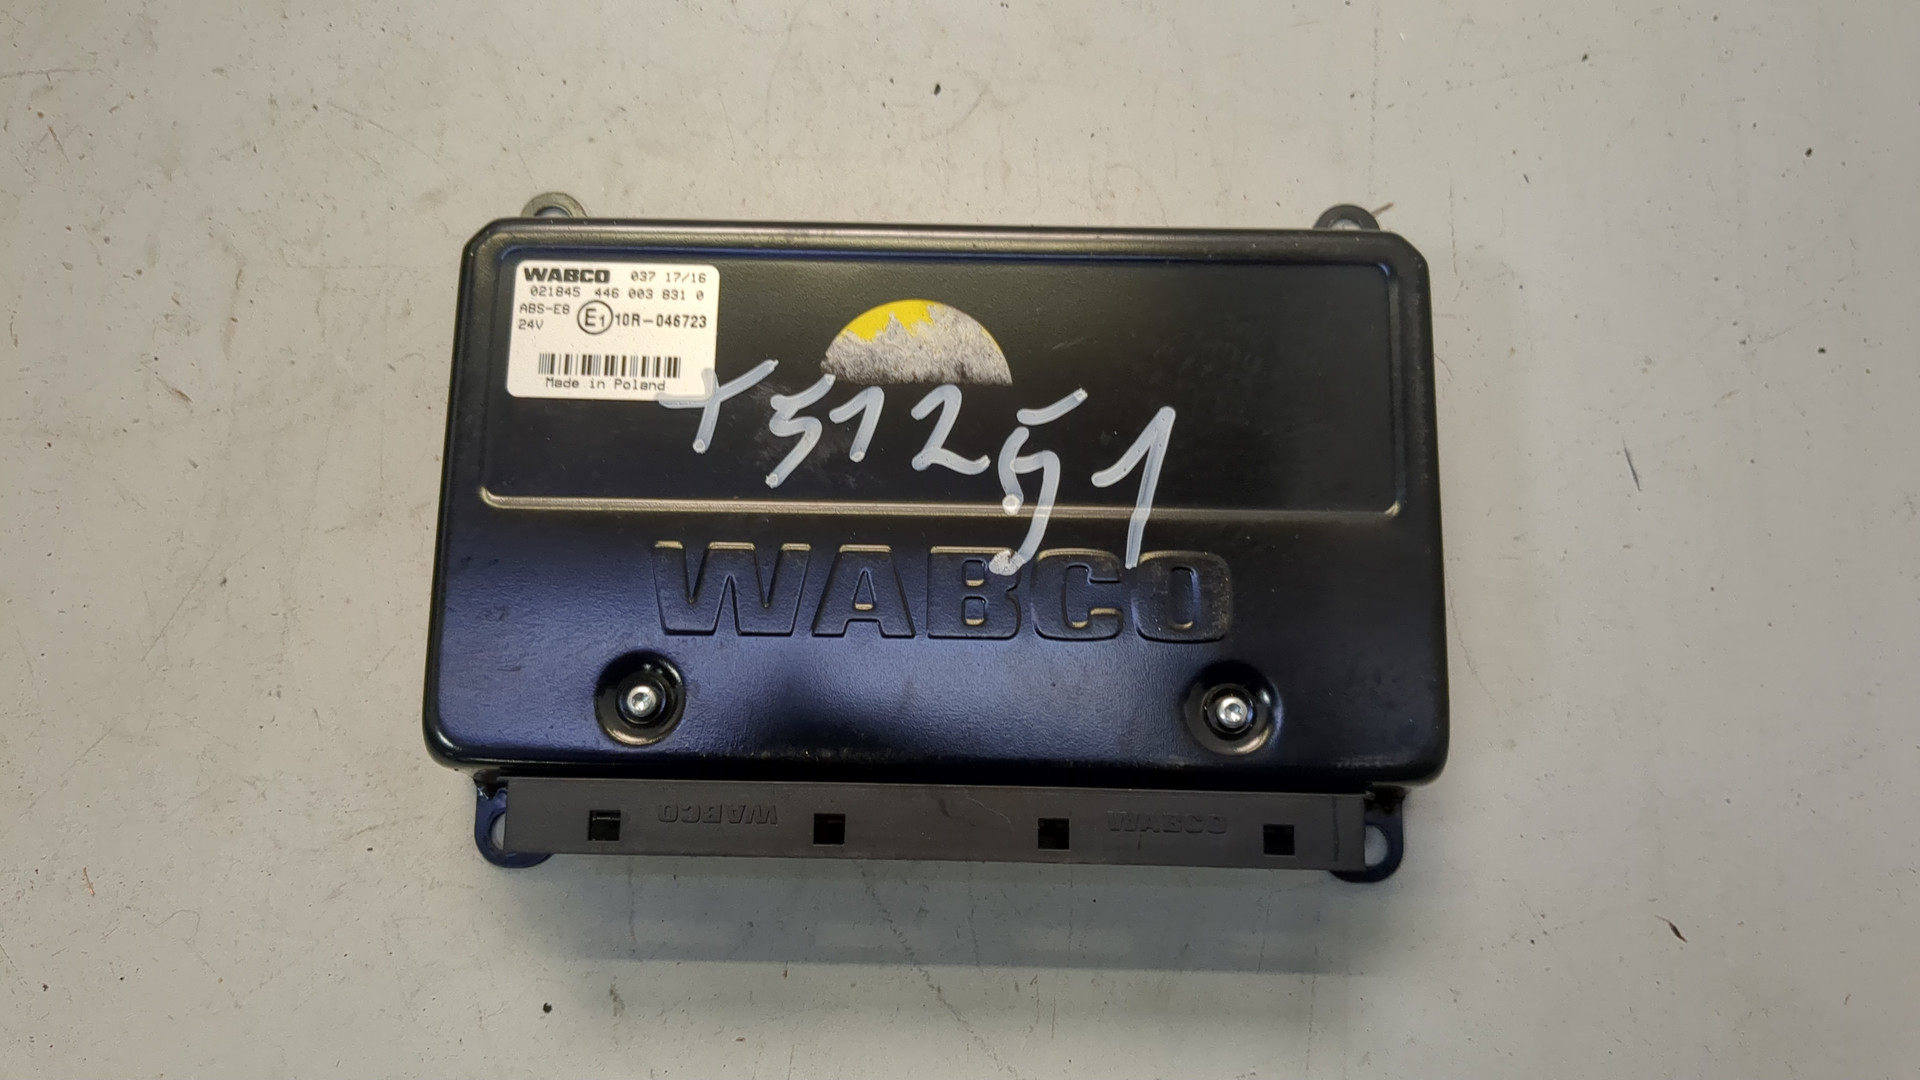 WABCO 037 17/16
021845 446 003 831 0
ABS-E8
24V E1 10R-046723
Made in Poland
T51251
WABCO
WABCO WABCO